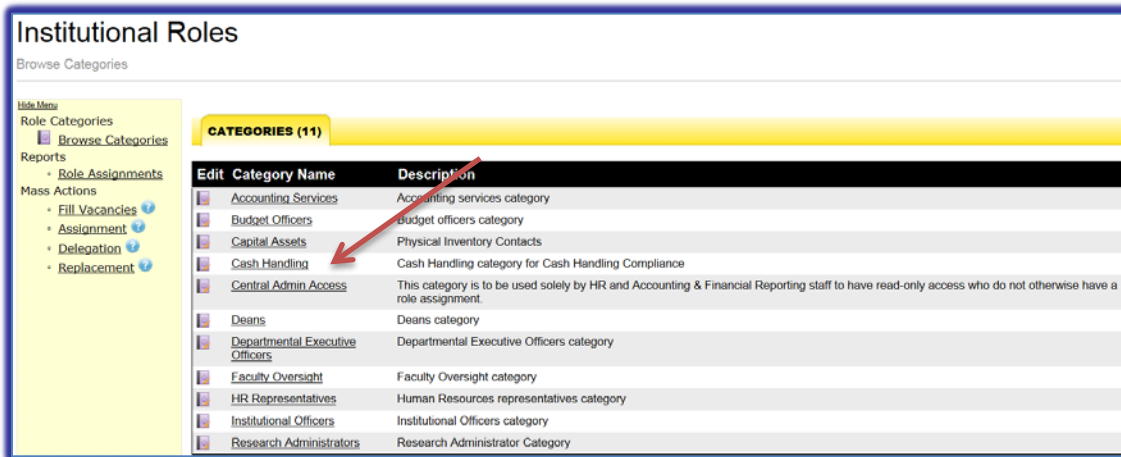 Institutional Roles
Browse Categories
Hide Menu
Role Categories
Browse Categories
Reports
Role Assignments
Mass Actions
Fill Vacancies ?
Assignment ?
Delegation ?
Replacement ?
CATEGORIES (11)
Edit Category Name Description
Accounting Services Accounting services category
Budget Officers Budget officers category
Capital Assets Physical Inventory Contacts
Cash Handling Cash Handling category for Cash Handling Compliance
Central Admin Access This category is to be used solely by HR and Accounting & Financial Reporting staff to have read-only access who do not otherwise have a
role assignment.
Deans Deans category
Departmental Executive Departmental Executive Officers category
Officers
Faculty Oversight Faculty Oversight category
HR Representatives Human Resources representatives category
Institutional Officers Institutional Officers category
Research Administrators Research Administrator Category